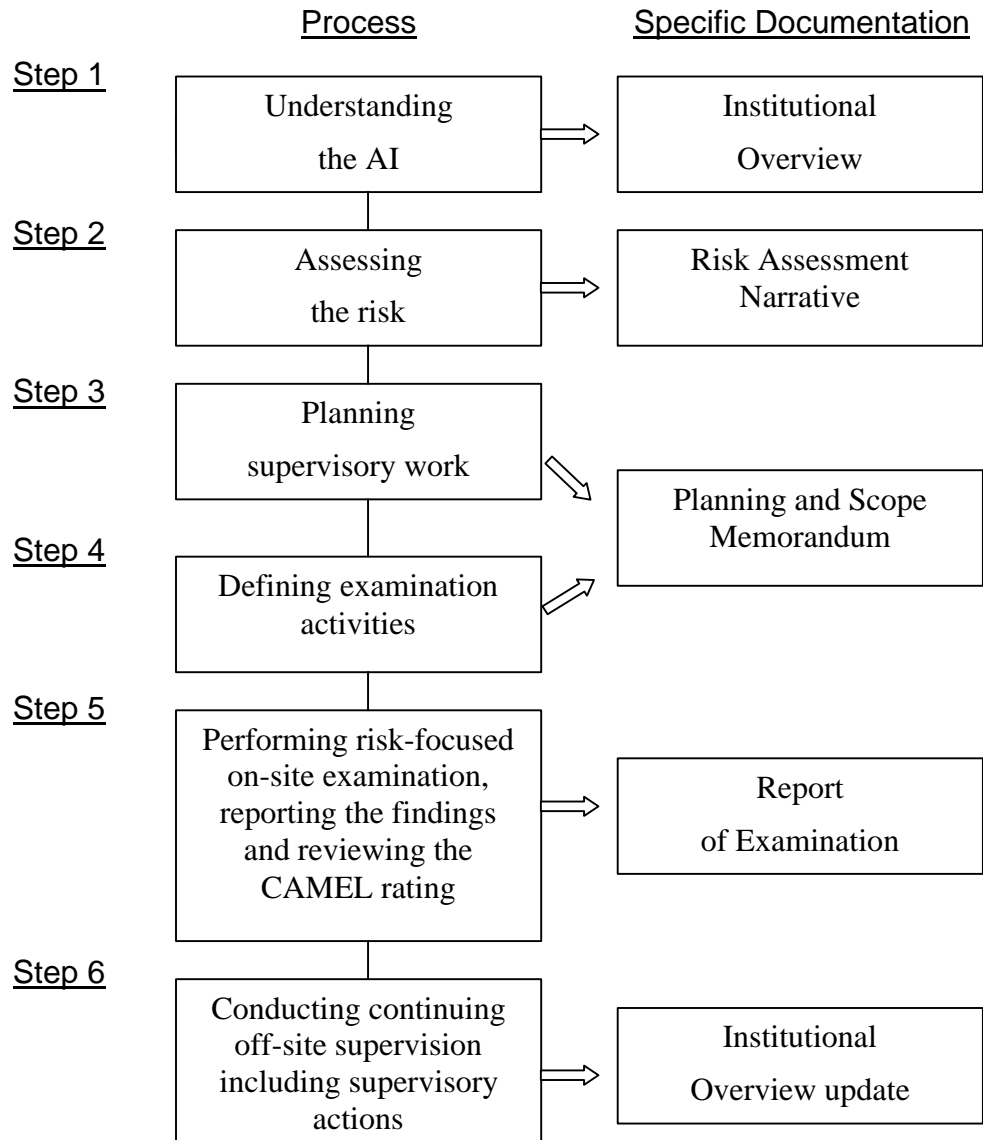 Process
Specific Documentation
Step 1
Understanding
the AI
Institutional
Overview
Step 2
Assessing
the risk
Risk Assessment
Narrative
Step 3
Planning
supervisory work
Planning and Scope
Memorandum
Step 4
Defining examination
activities
Step 5
Performing risk-focused
on-site examination,
reporting the findings
and reviewing the
CAMEL rating
Report
of Examination
Step 6
Conducting continuing
off-site supervision
including supervisory
actions
Institutional
Overview update